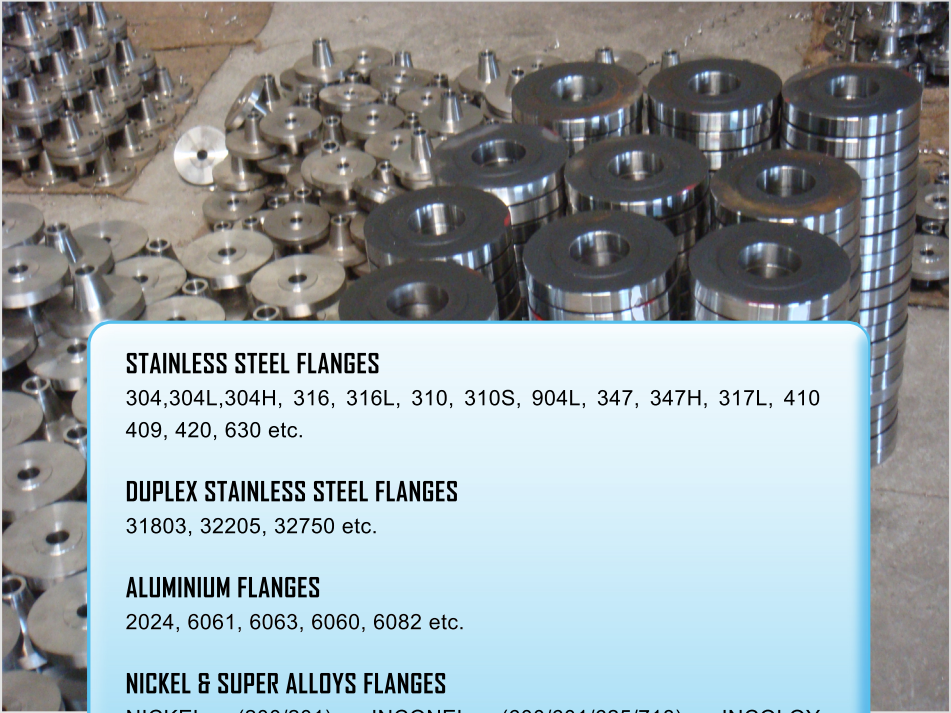 STAINLESS STEEL FLANGES
304,304L,304H, 316, 316L, 310, 310S, 904L, 347, 347H, 317L, 410
409, 420, 630 etc.
DUPLEX STAINLESS STEEL FLANGES
31803, 32205, 32750 etc.
ALUMINIUM FLANGES
2024, 6061, 6063, 6060, 6082 etc.
NICKEL & SUPER ALLOYS FLANGES